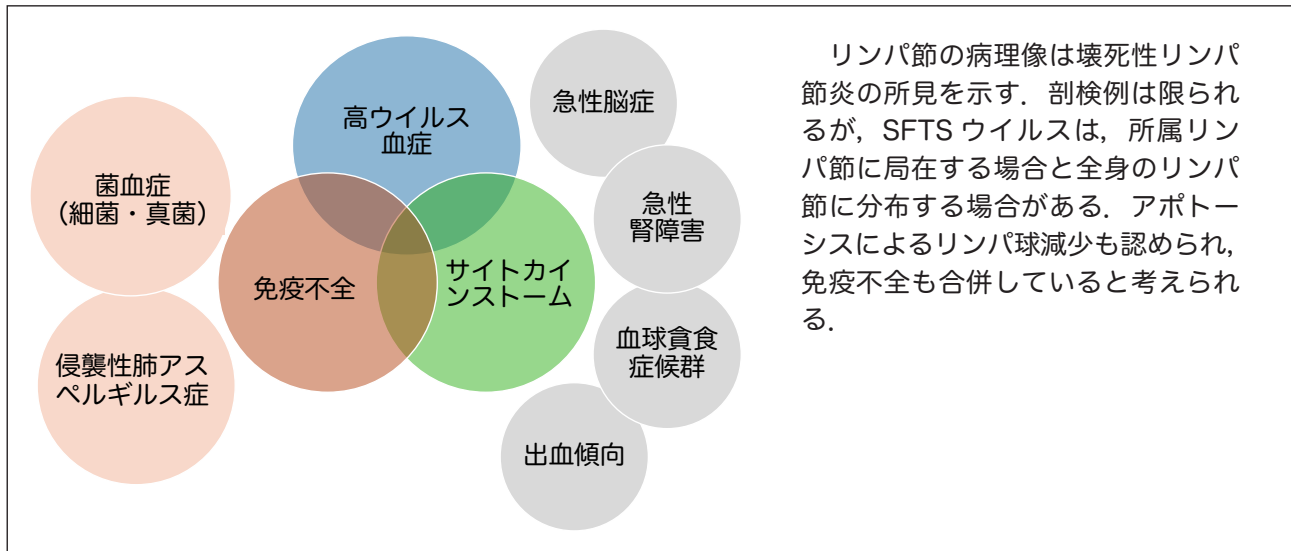 高ウイルス
血症
急性脳症
菌血症
（細菌・真菌）
急性
腎障害
免疫不全
サイトカイ
ンストーム
侵襲性肺アス
ペルギルス症
血球貪食
症候群
出血傾向
リンパ節の病理像は壊死性リンパ
節炎の所見を示す．剖検例は限られ
るが，SFTS ウイルスは，所属リン
パ節に局在する場合と全身のリンパ
節に分布する場合がある．アポトー
シスによるリンパ球減少も認められ，
免疫不全も合併していると考えられ
る．